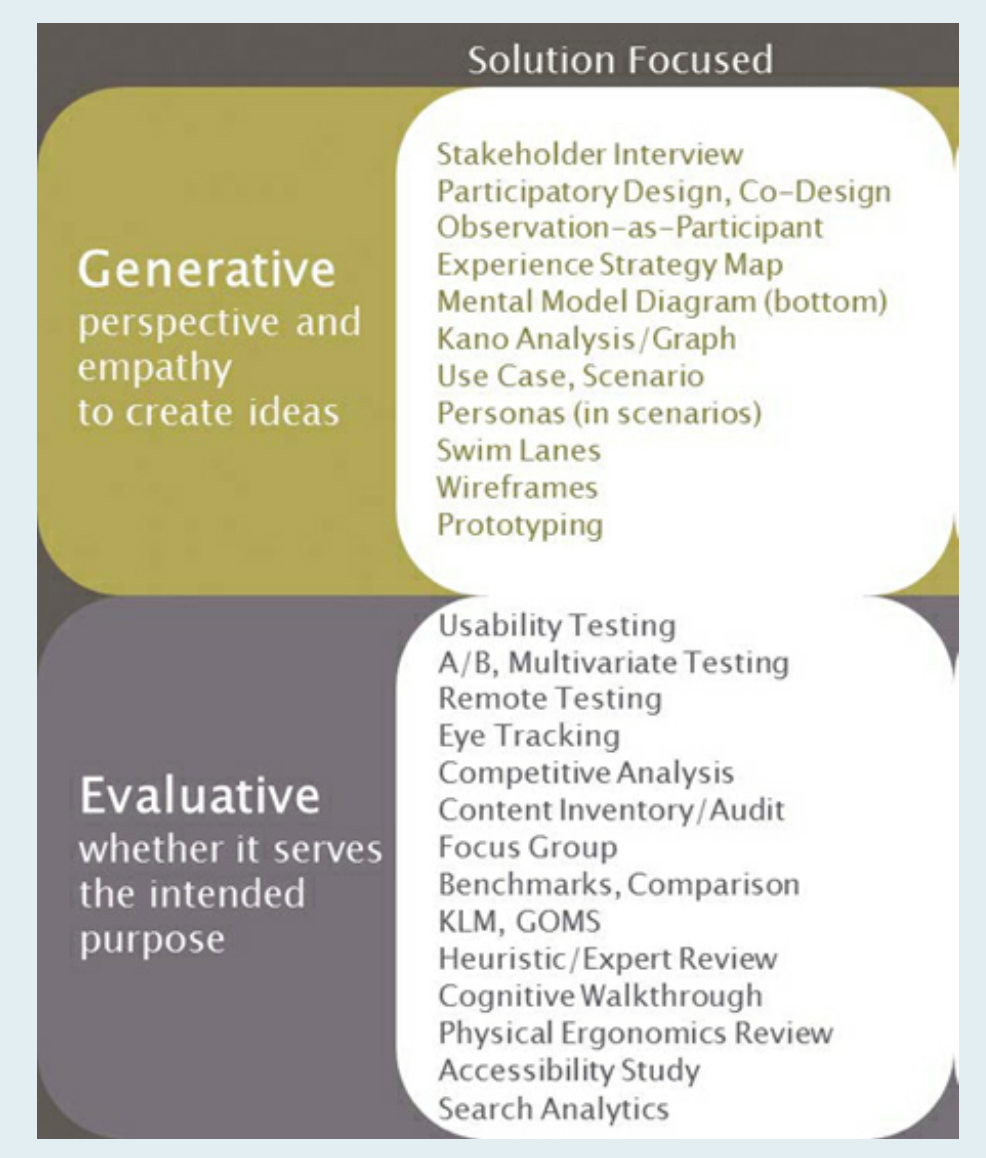 Solution Focused
Generative
perspective and
empathy
to create ideas
Stakeholder Interview
Participatory Design, Co-Design
Observation-as-Participant
Experience Strategy Map
Mental Model Diagram (bottom)
Kano Analysis/Graph
Use Case, Scenario
Personas (in scenarios)
Swim Lanes
Wireframes
Prototyping
Evaluative
whether it serves
the intended
purpose
Usability Testing
A/B, Multivariate Testing
Remote Testing
Eye Tracking
Competitive Analysis
Content Inventory/Audit
Focus Group
Benchmarks, Comparison
KLM, GOMS
Heuristic/Expert Review
Cognitive Walkthrough
Physical Ergonomics Review
Accessibility Study
Search Analytics